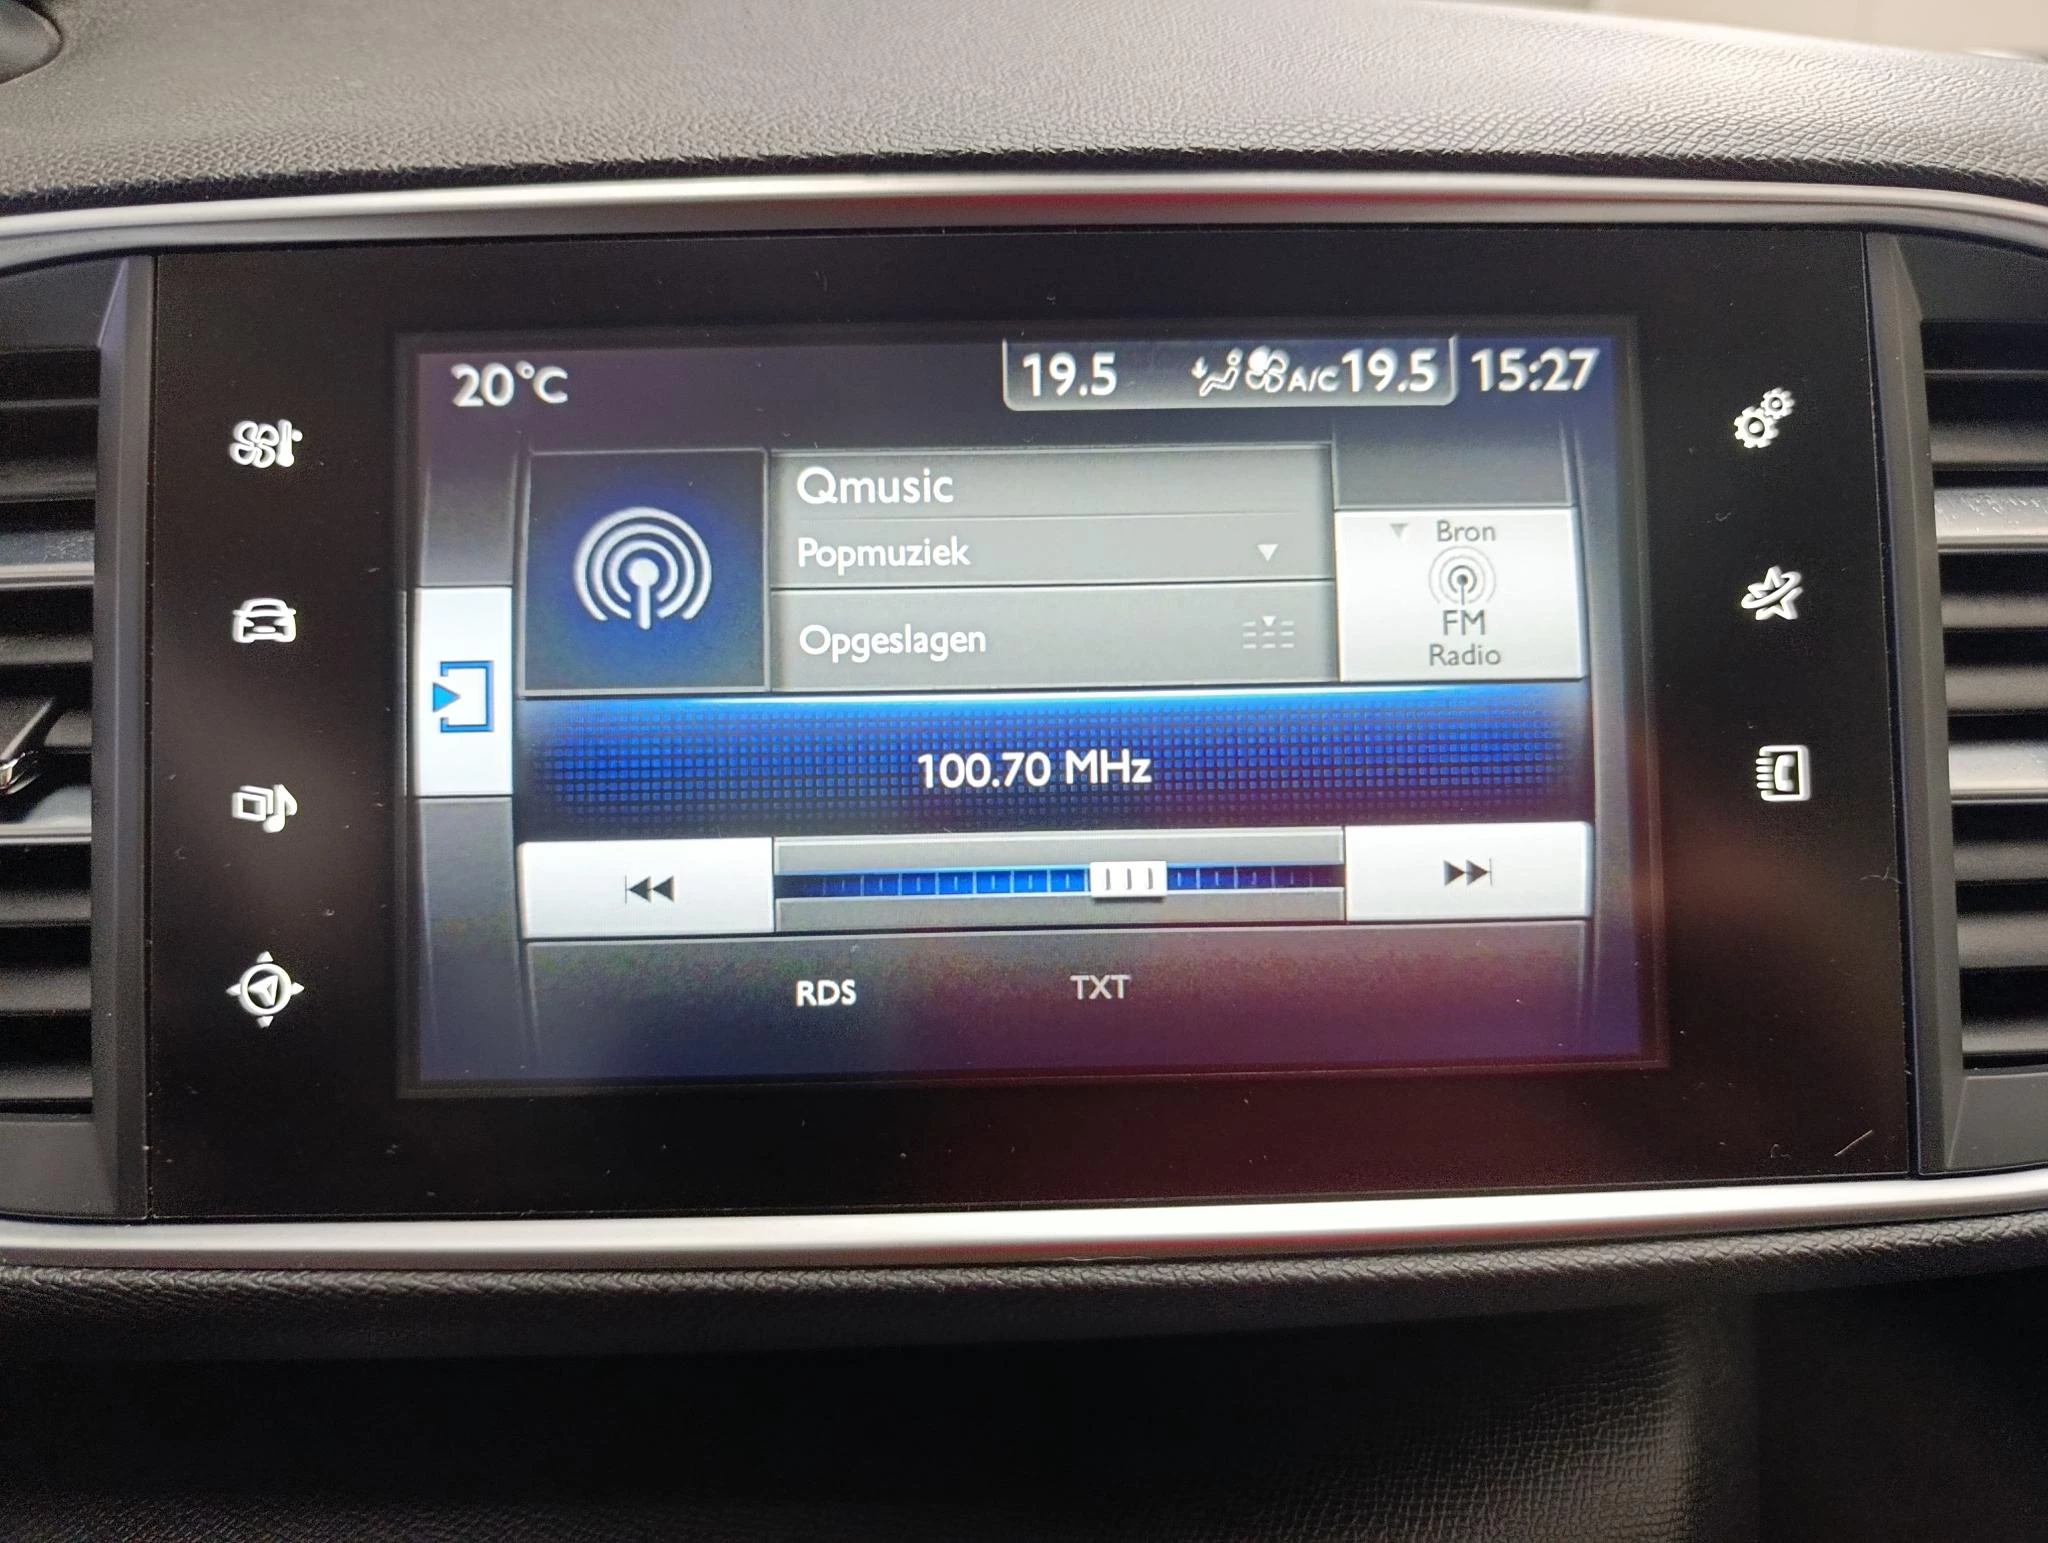 20°C
19.5 A/C 19.5 15:27
Qmusic
Popmuziek
Opgeslagen
Bron
FM
Radio
100.70 MHz
RDS TXT